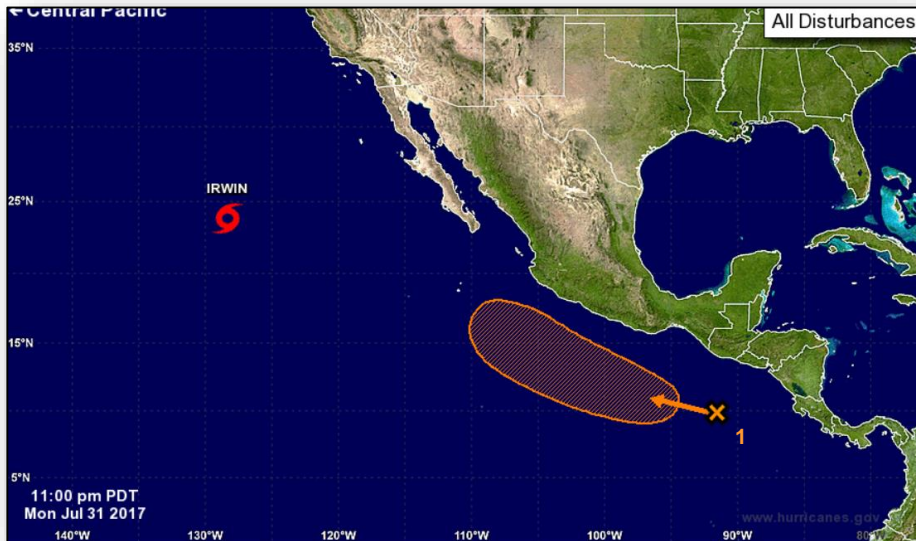 ←Central Pacific
All Disturbances
35°N
IRWIN
25°N
15°N
1
5°N
11:00 pm PDT
Mon Jul 31 2017
www.hurricanes.gov
140°W 130°W 120°W 110°W 100°W 90°W 80°